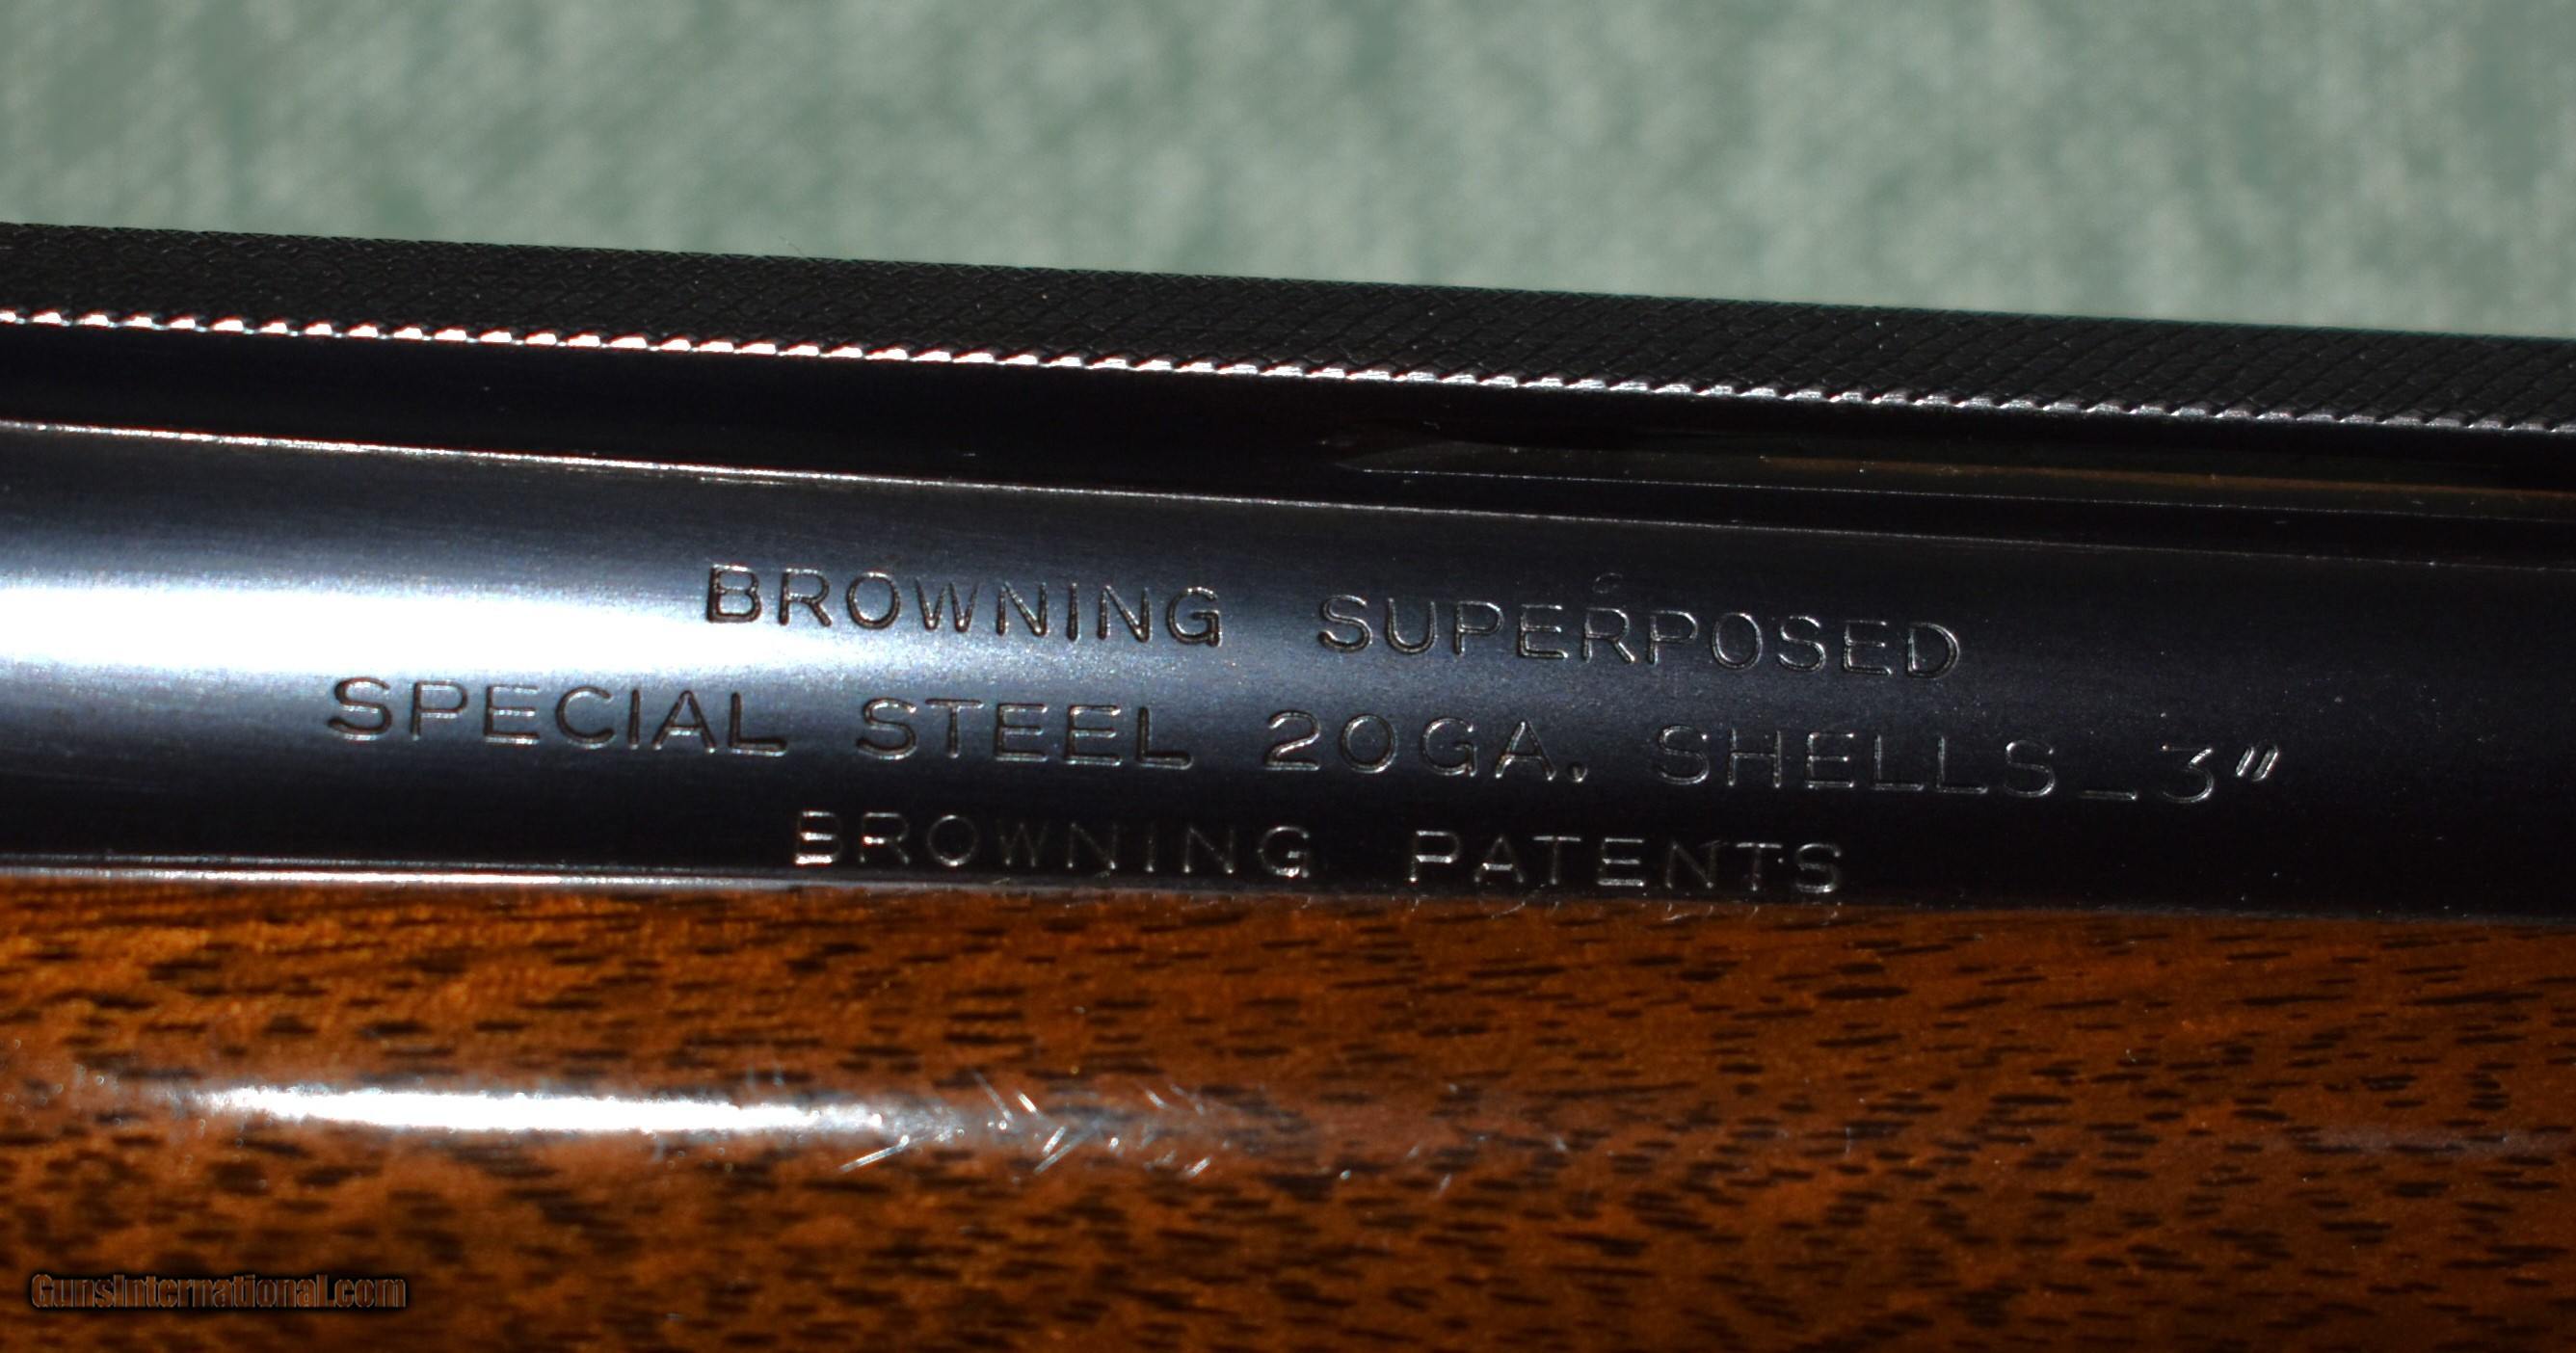 BROWNING SUPERPOSED
SPECIAL STEEL 20GA. SHELLS_3"
BROWNING PATENTS
GunsInternational.com